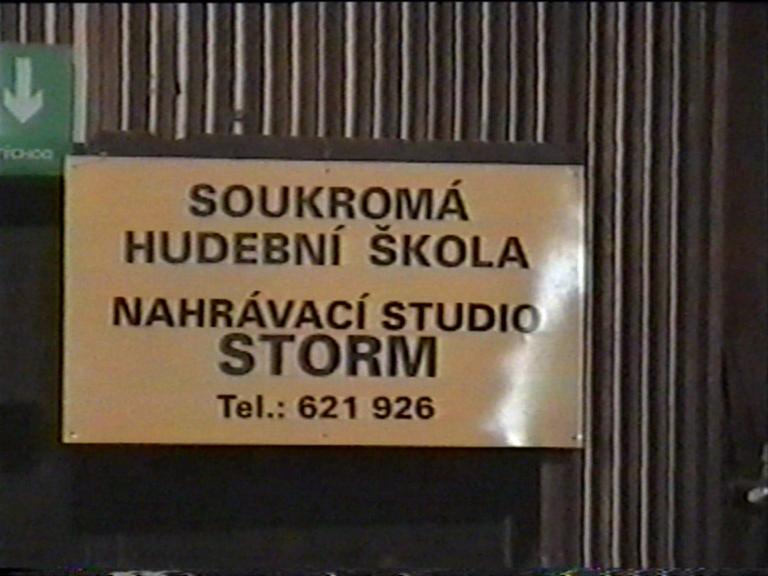 SOUKROMÁ
HUDEBNÍ ŠKOLA
NAHRÁVACÍ STUDIO
STORM
Tel.: 621 926